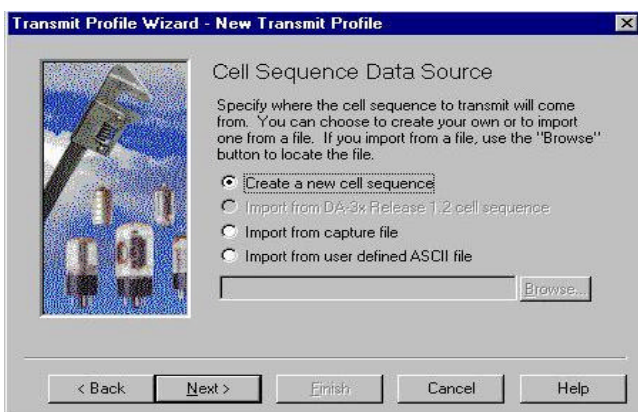 Transmit Profile Wizard - New Transmit Profile
Cell Sequence Data Source
Specify where the cell sequence to transmit will come
from. You can choose to create your own or to import
one from a file. If you import from a file, use the "Browse"
button to locate the file.
Create a new cell sequence
Import from DA-3x Release 1.2 cell sequence
Import from capture file
Import from user defined ASCII file
Browse...
< Back Next > Finish Cancel Help